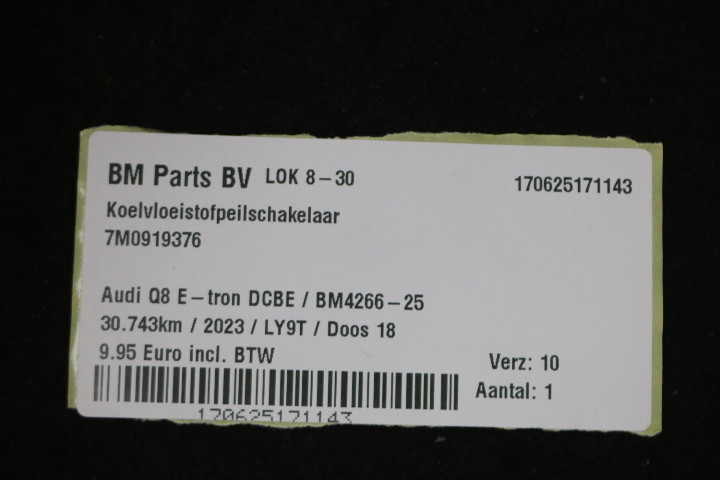 BM Parts BV LOK 8-30 170625171143
Koelvloeistofpeilschakelaar
7M0919376
Audi Q8 E-tron DCBE / BM4266-25
30.743km / 2023 / LY9T / Doos 18
9.95 Euro incl. BTW
Verz: 10
Aantal: 1
170625171143